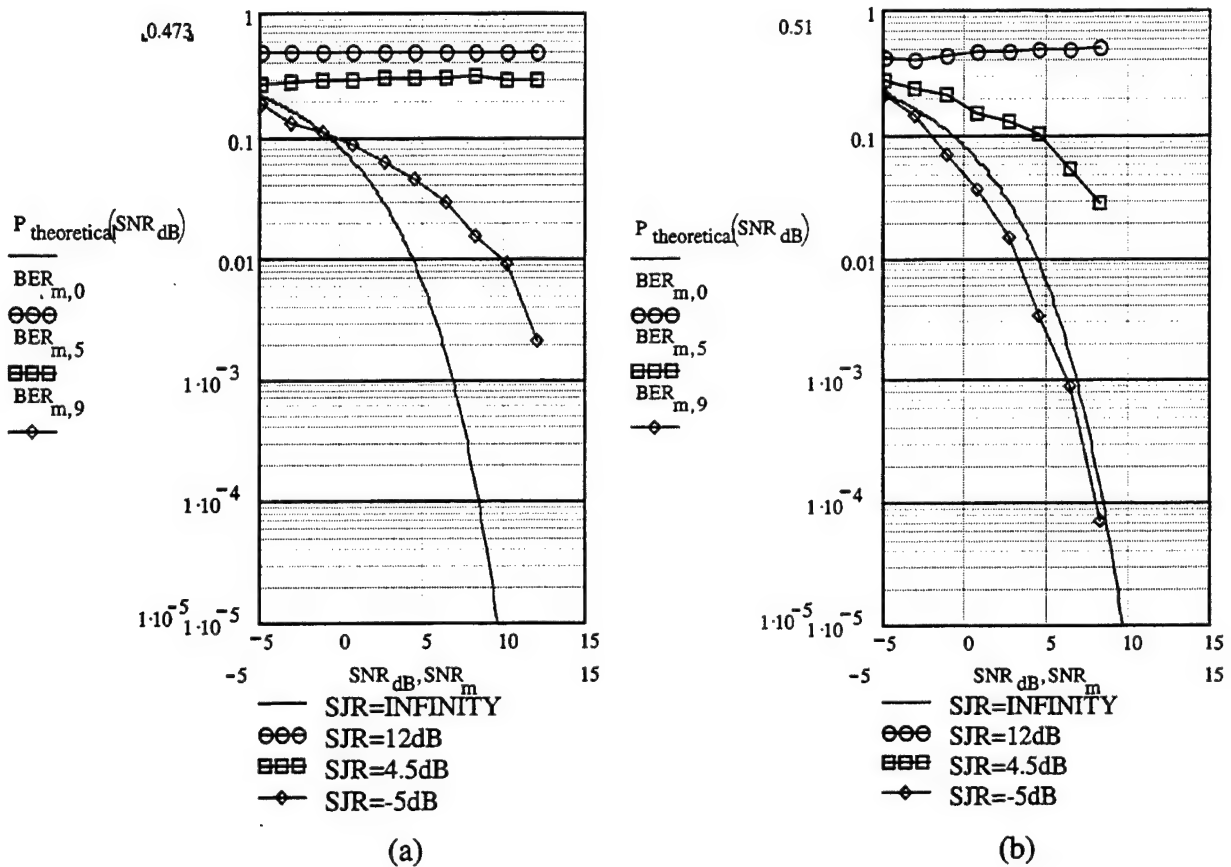 0.473
1
0.1
0.01
1·10⁻³
1·10⁻⁴
1·10⁻⁵ 1·10⁻⁵
P theoretical(SNR dB)
BER m,0
BER m,5
BER m,9
-5 0 5 10 15
-5 SNR dB, SNR m 15
SJR=INFINITY
SJR=12dB
SJR=4.5dB
SJR=-5dB
(a)
0.51
1
0.1
0.01
1·10⁻³
1·10⁻⁴
1·10⁻⁵ 1·10⁻⁵
P theoretical(SNR dB)
BER m,0
BER m,5
BER m,9
-5 0 5 10 15
-5 SNR dB, SNR m 15
SJR=INFINITY
SJR=12dB
SJR=4.5dB
SJR=-5dB
(b)